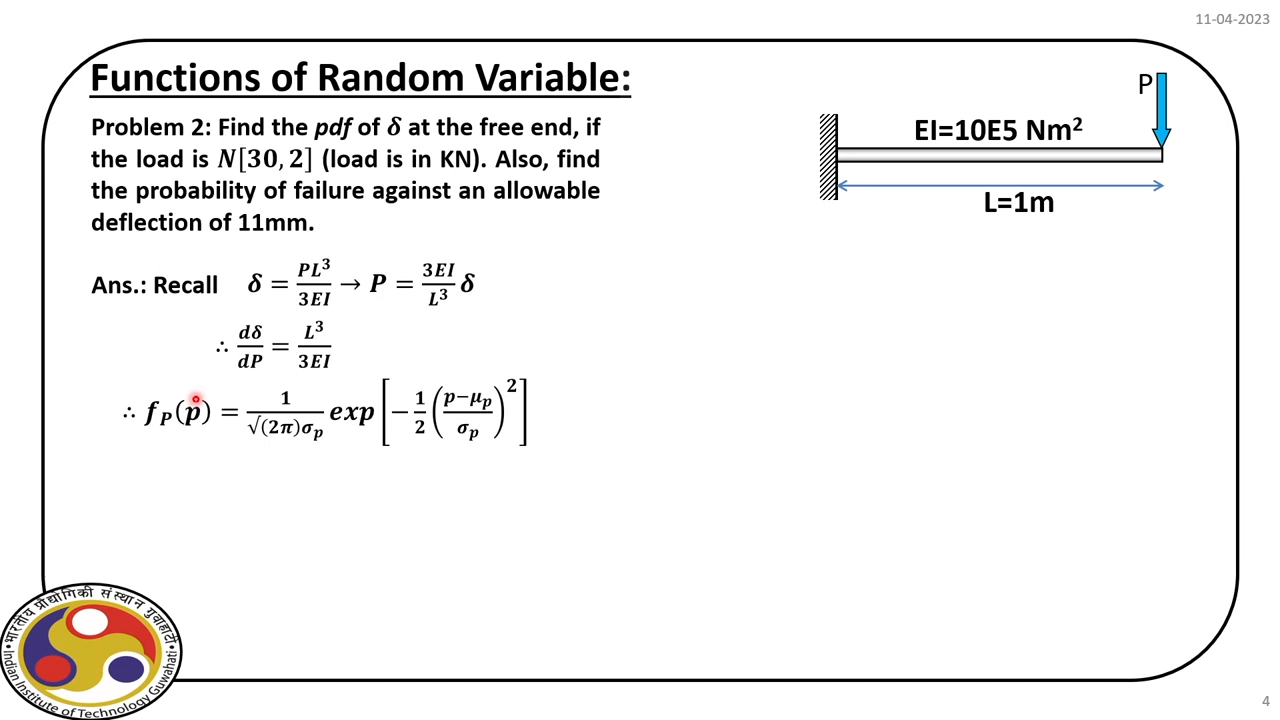 11-04-2023
Functions of Random Variable:
Problem 2: Find the pdf of δ at the free end, if
the load is N[30, 2] (load is in KN). Also, find
the probability of failure against an allowable
deflection of 11mm.
P
EI=10E5 Nm²
L=1m
Ans.: Recall δ = PL³/3EI → P = 3EI/L³ δ
∴ dδ/dP = L³/3EI
∴ f_P(p) = 1/√(2π)σ_p exp[−1/2((p−μ_p)/σ_p)²]
भारतीय प्रौद्योगिकी संस्थान गुवाहाटी
Indian Institute of Technology Guwahati
4